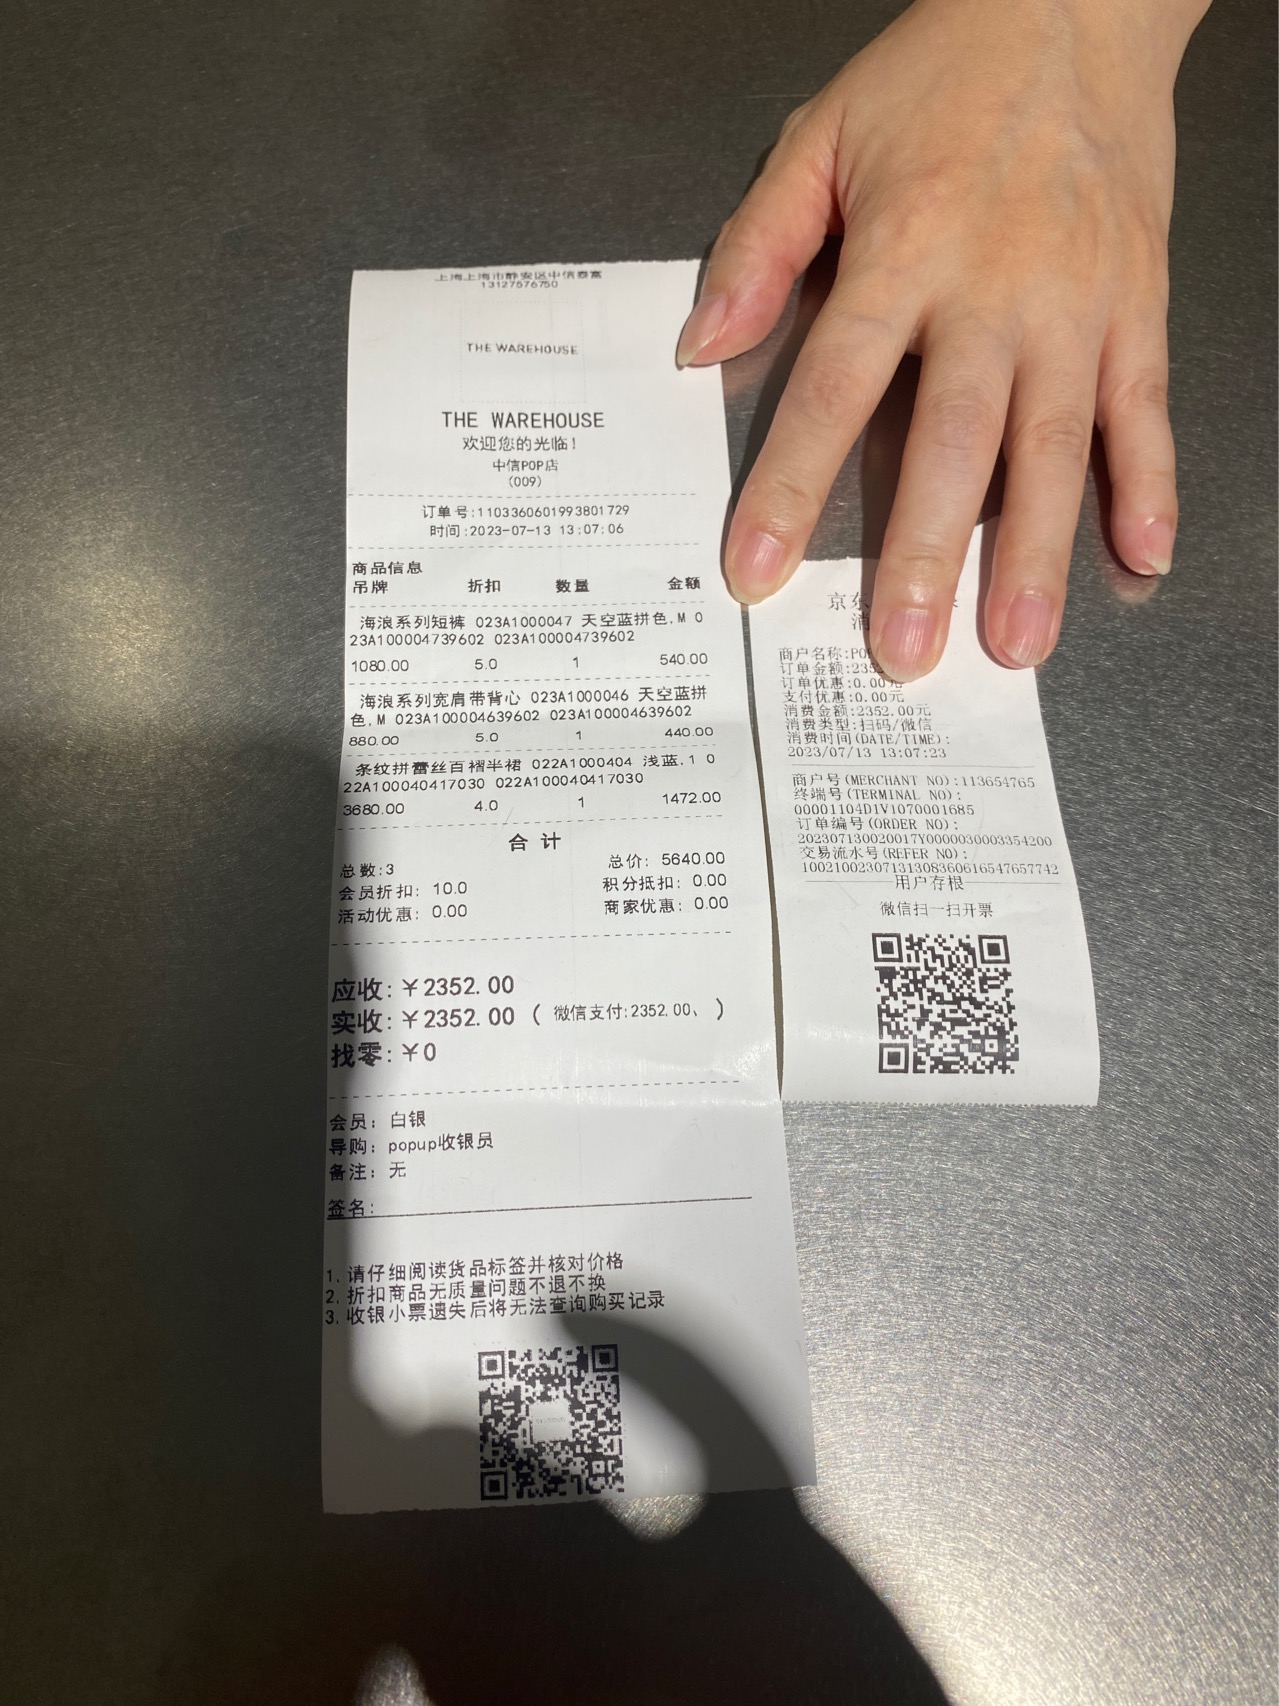 上海上海市静安区中信泰富
13127576750
THE WAREHOUSE
THE WAREHOUSE
欢迎您的光临！
中信POP店
(009)
订单号:1103360601993801729
时间:2023-07-13 13:07:06
商品信息
吊牌 折扣 数量 金额
海浪系列短裤 023A1000047 天空蓝拼色,M 0
23A100004739602 023A100004739602
1080.00 5.0 1 540.00
海浪系列宽肩带背心 023A1000046 天空蓝拼
色,M 023A100004639602 023A100004639602
880.00 5.0 1 440.00
条纹拼蕾丝百褶半裙 022A1000404 浅蓝,1 0
22A100040417030 022A100040417030
3680.00 4.0 1 1472.00
合计
总数:3 总价: 5640.00
会员折扣: 10.0 积分抵扣: 0.00
活动优惠: 0.00 商家优惠: 0.00
应收:￥2352.00
实收:￥2352.00 ( 微信支付:2352.00、 )
找零:￥0
会员: 白银
导购: popup收银员
备注: 无
签名:
1. 请仔细阅读货品标签并核对价格
2. 折扣商品无质量问题不退不换
3. 收银小票遗失后将无法查询购买记录
京东
消
商户名称:PO
订单金额:2352
订单优惠:0.00元
支付优惠:0.00元
消费金额:2352.00元
消费类型:扫码/微信
消费时间(DATE/TIME):
2023/07/13 13:07:23
商户号(MERCHANT NO):113654765
终端号(TERMINAL NO):
00001104D1V1070001685
订单编号(ORDER NO):
202307130020017Y0000030003354200
交易流水号(REFER NO):
1002100230713130836061654765​7742
用户存根
微信扫一扫开票